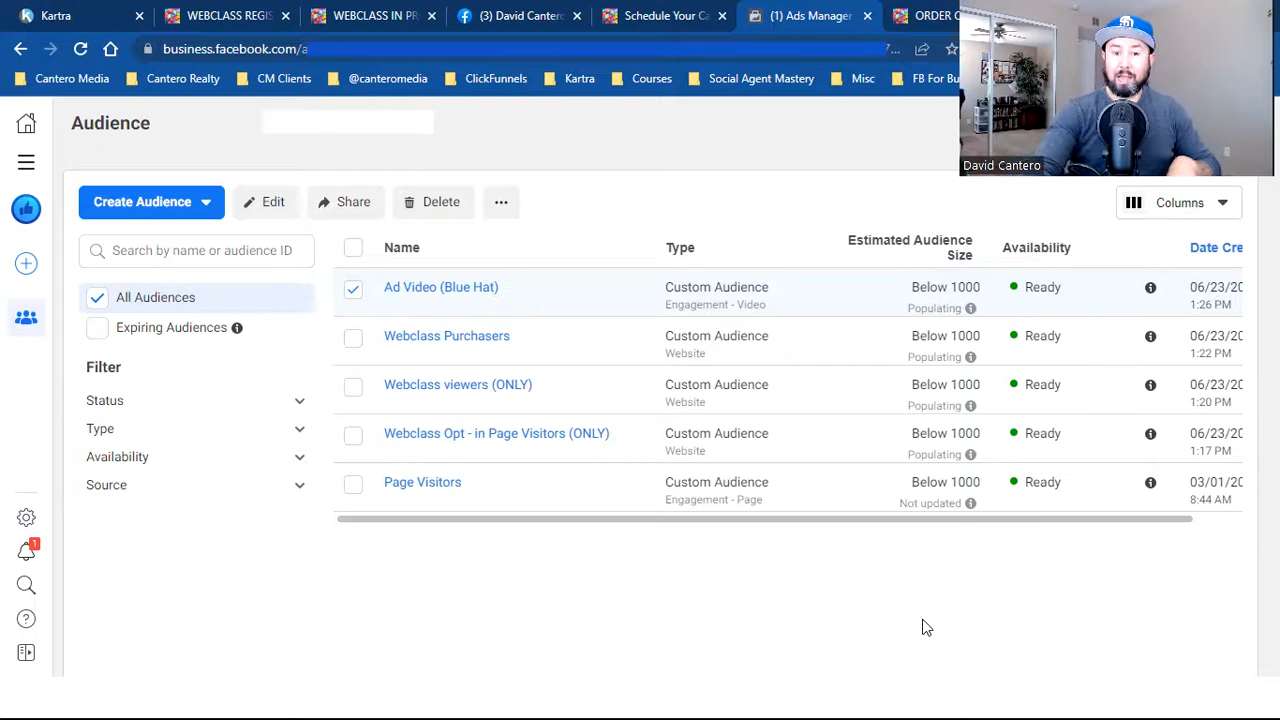 Kartra
WEBCLASS REGIS
WEBCLASS IN PR
(3) David Cantero
Schedule Your Ca
(1) Ads Manager
ORDER
business.facebook.com/a
7...
Cantero Media
Cantero Realty
CM Clients
@canteromedia
ClickFunnels
Kartra
Courses
Social Agent Mastery
Misc
FB For Bu
David Cantero
Audience
Create Audience
Edit
Share
Delete
...
Columns
Search by name or audience ID
All Audiences
Expiring Audiences
Filter
Status
Type
Availability
Source
Name
Type
Estimated Audience
Size
Availability
Date Cre
Ad Video (Blue Hat)
Custom Audience
Engagement - Video
Below 1000
Populating
Ready
06/23/20
1:26 PM
Webclass Purchasers
Custom Audience
Website
Below 1000
Populating
Ready
06/23/20
1:22 PM
Webclass viewers (ONLY)
Custom Audience
Website
Below 1000
Populating
Ready
06/23/20
1:20 PM
Webclass Opt - in Page Visitors (ONLY)
Custom Audience
Website
Below 1000
Populating
Ready
06/23/20
1:17 PM
Page Visitors
Custom Audience
Engagement - Page
Below 1000
Not updated
Ready
03/01/20
8:44 AM
1